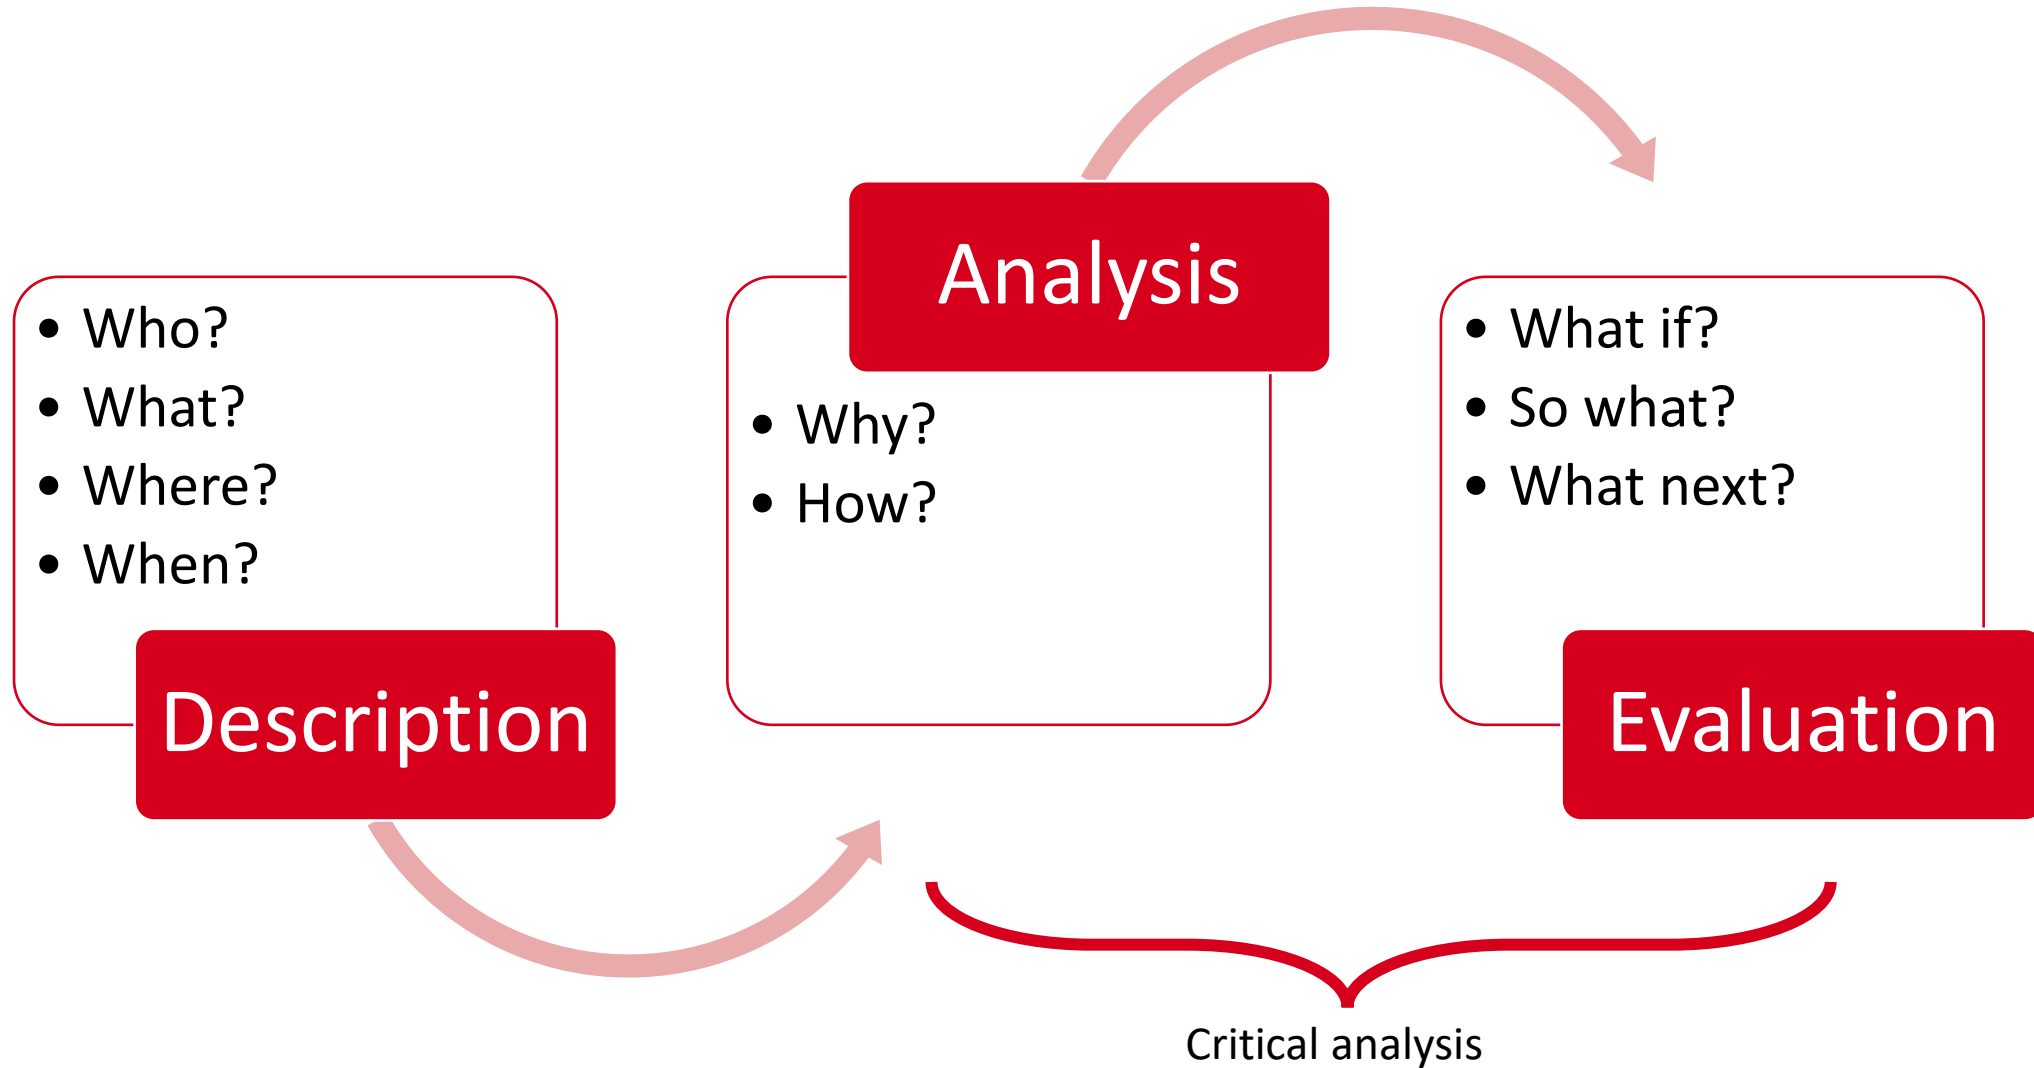 • Who?
• What?
• Where?
• When?
Description
Analysis
• Why?
• How?
• What if?
• So what?
• What next?
Evaluation
Critical analysis